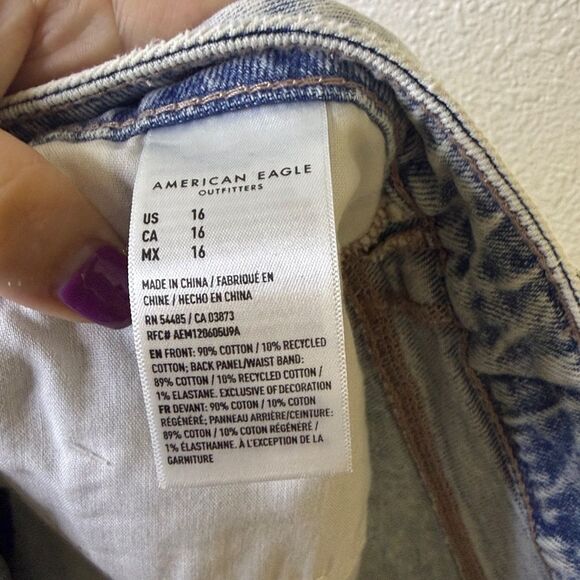 AMERICAN EAGLE
OUTFITTERS
US 16
CA 16
MX 16
MADE IN CHINA / FABRIQUÉ EN
CHINE / HECHO EN CHINA
RN 54485 / CA 03873
RFC# AEM120605U9A
EN FRONT: 90% COTTON / 10% RECYCLED
COTTON; BACK PANEL/WAIST BAND:
89% COTTON / 10% RECYCLED COTTON /
1% ELASTANE. EXCLUSIVE OF DECORATION
FR DEVANT: 90% COTON / 10% COTON
RÉGÉNÉRÉ; PANNEAU ARRIÈRE/CEINTURE:
89% COTON / 10% COTON RÉGÉNÉRÉ /
1% ÉLASTHANNE. À L'EXCEPTION DE LA
GARNITURE